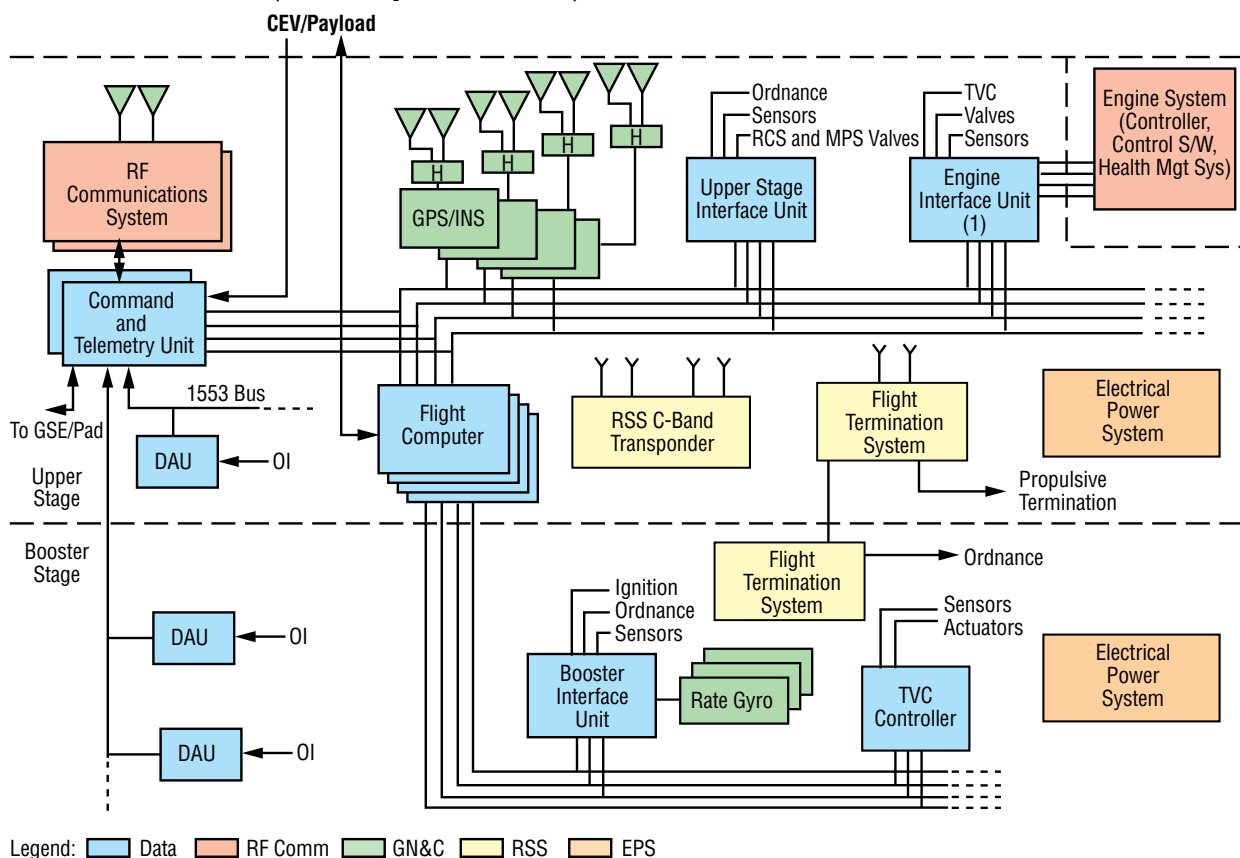 CEV/Payload
Ordnance
Sensors
RCS and MPS Valves
TVC
Valves
Sensors
Engine System
(Controller,
Control S/W,
Health Mgt Sys)
H
H
H
H
RF
Communications
System
GPS/INS
Upper Stage
Interface Unit
Engine
Interface Unit
(1)
Command
and
Telemetry Unit
1553 Bus
To GSE/Pad
DAU
OI
Upper
Stage
Flight
Computer
RSS C-Band
Transponder
Flight
Termination
System
Electrical
Power
System
Propulsive
Termination
Booster
Stage
Flight
Termination
System
Ordnance
DAU
OI
Ignition
Ordnance
Sensors
Sensors
Actuators
Booster
Interface
Unit
Rate Gyro
TVC
Controller
Electrical
Power
System
DAU
OI
Legend: Data RF Comm GN&C RSS EPS